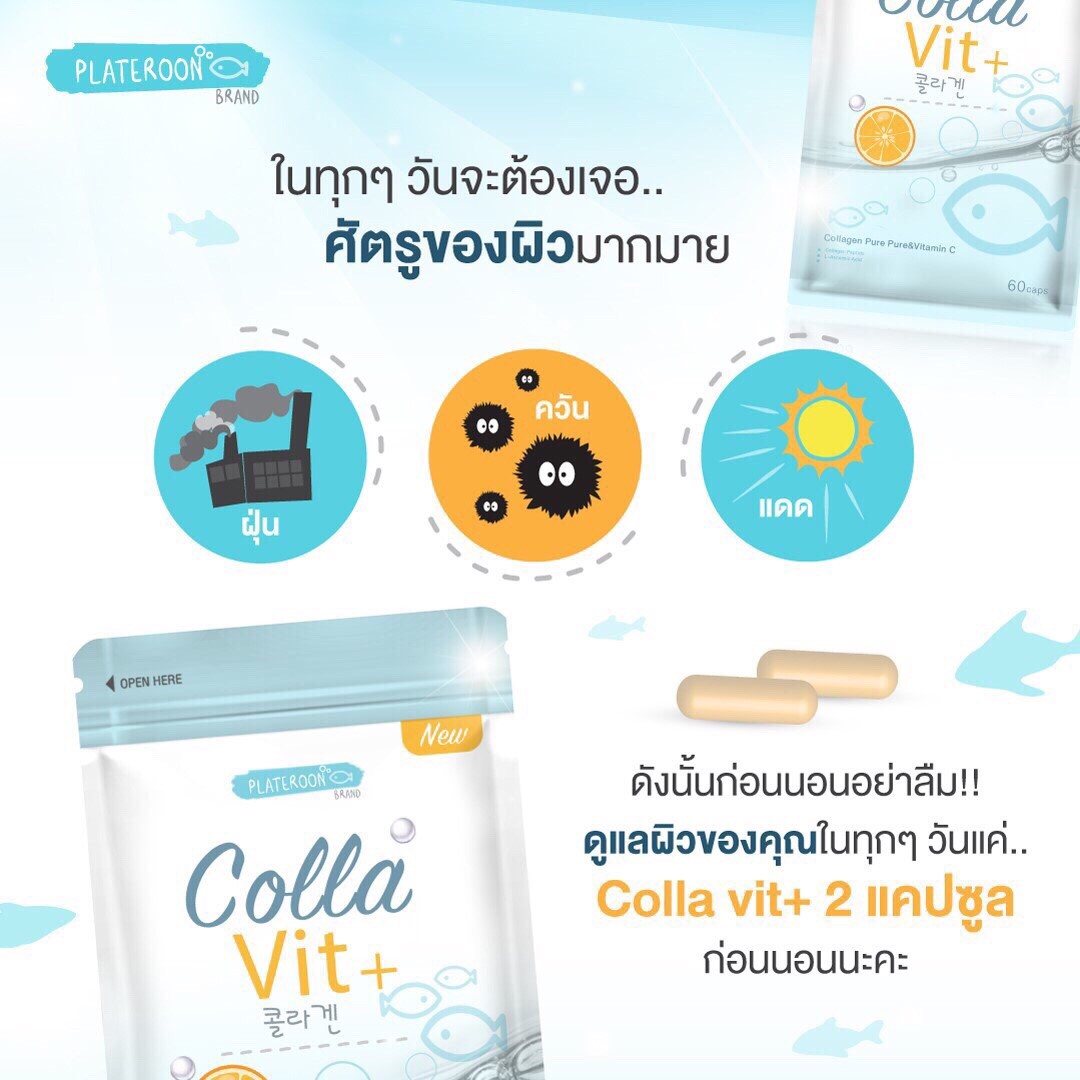 PLATEROON
BRAND
Colla
Vit+
콜라겐
Collagen Pure Pure&Vitamin C
60caps
ในทุกๆ วันจะต้องเจอ..
ศัตรูของผิวมากมาย
ฝุ่น
ควัน
แดด
OPEN HERE
New
PLATEROON
BRAND
Colla
Vit+
콜라겐
ดังนั้นก่อนนอนอย่าลืม!!
ดูแลผิวของคุณในทุกๆ วันแค่..
Colla vit+ 2 แคปซูล
ก่อนนอนนะคะ